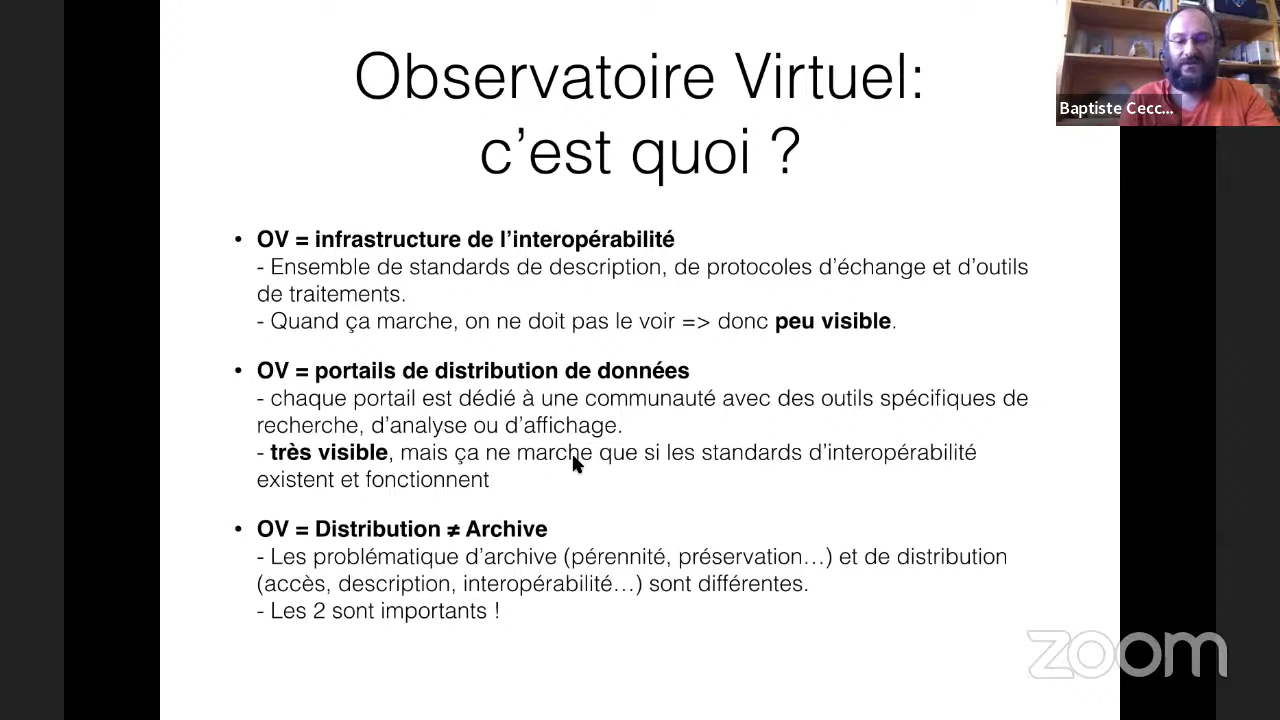 Observatoire Virtuel:
c’est quoi ?
Baptiste Cecc...
• OV = infrastructure de l’interopérabilité
- Ensemble de standards de description, de protocoles d’échange et d’outils
de traitements.
- Quand ça marche, on ne doit pas le voir => donc peu visible.
• OV = portails de distribution de données
- chaque portail est dédié à une communauté avec des outils spécifiques de
recherche, d’analyse ou d’affichage.
- très visible, mais ça ne marche que si les standards d’interopérabilité
existent et fonctionnent
• OV = Distribution ≠ Archive
- Les problématique d’archive (pérennité, préservation…) et de distribution
(accès, description, interopérabilité…) sont différentes.
- Les 2 sont importants !
zoom